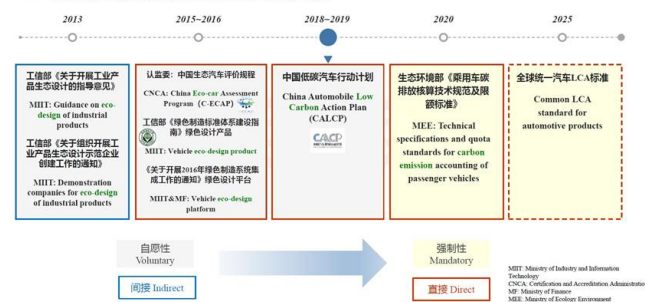 2013
2015~2016
2018~2019
2020
2025
工信部《关于开展工业产
品生态设计的指导意见》
MIIT: Guidance on eco-
design of industrial
products
工信部《关于组织开展工
业产品生态设计示范企业
创建工作的通知》
MIIT: Demonstration
companies for eco-design
of industrial products
认监委：中国生态汽车评价规程
CNCA: China Eco-car Assessment
Program（C-ECAP）
工信部《绿色制造标准体系建设指
南》绿色设计产品
MIIT: Vehicle eco-design product
《关于开展2016年绿色制造系统集
成工作的通知》绿色设计平台
MIIT&MF: Vehicle eco-design
platform
中国低碳汽车行动计划
China Automobile Low
Carbon Action Plan
(CALCP)
CALCP
生态环境部《乘用车碳
排放核算技术规范及限
额标准》
MEE: Technical
specifications and quota
standards for carbon
emission accounting of
passenger vehicles
全球统一汽车LCA标准
Common LCA
standard for
automotive products
自愿性
Voluntary
间接 Indirect
强制性
Mandatory
直接 Direct
MIIT: Ministry of Industry and Information
Technology
CNCA: Certification and Accreditation Administratio
MF: Ministry of Finance
MEE: Ministry of Ecology Environment